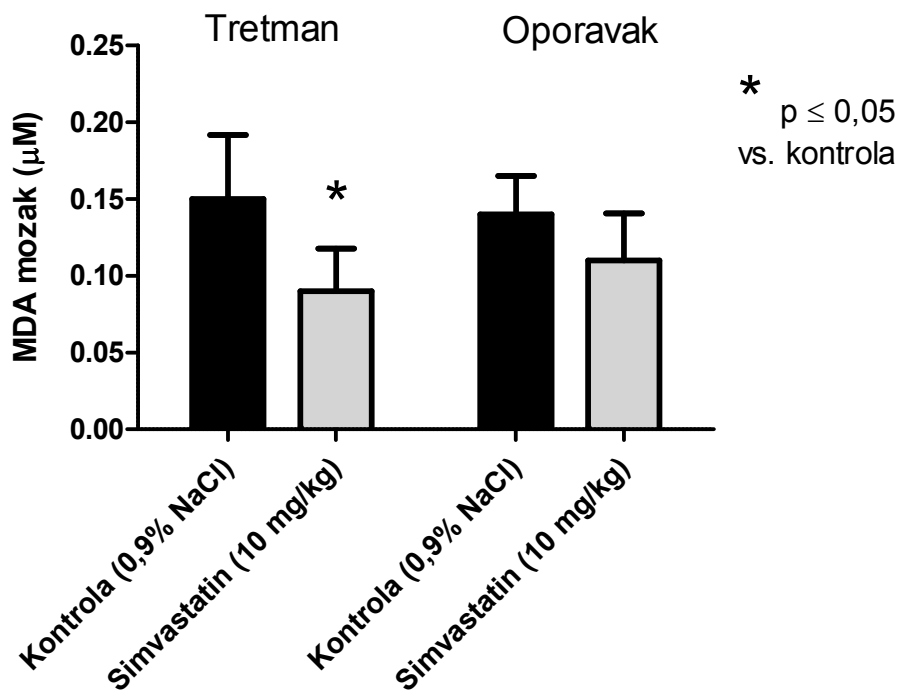 Tretman
Oporavak
*
p ≤ 0,05
vs. kontrola
MDA mozak (μM)
0.25
0.20
0.15
0.10
0.05
0.00
*
Kontrola (0,9% NaCl)
Simvastatin (10 mg/kg)
Kontrola (0,9% NaCl)
Simvastatin (10 mg/kg)